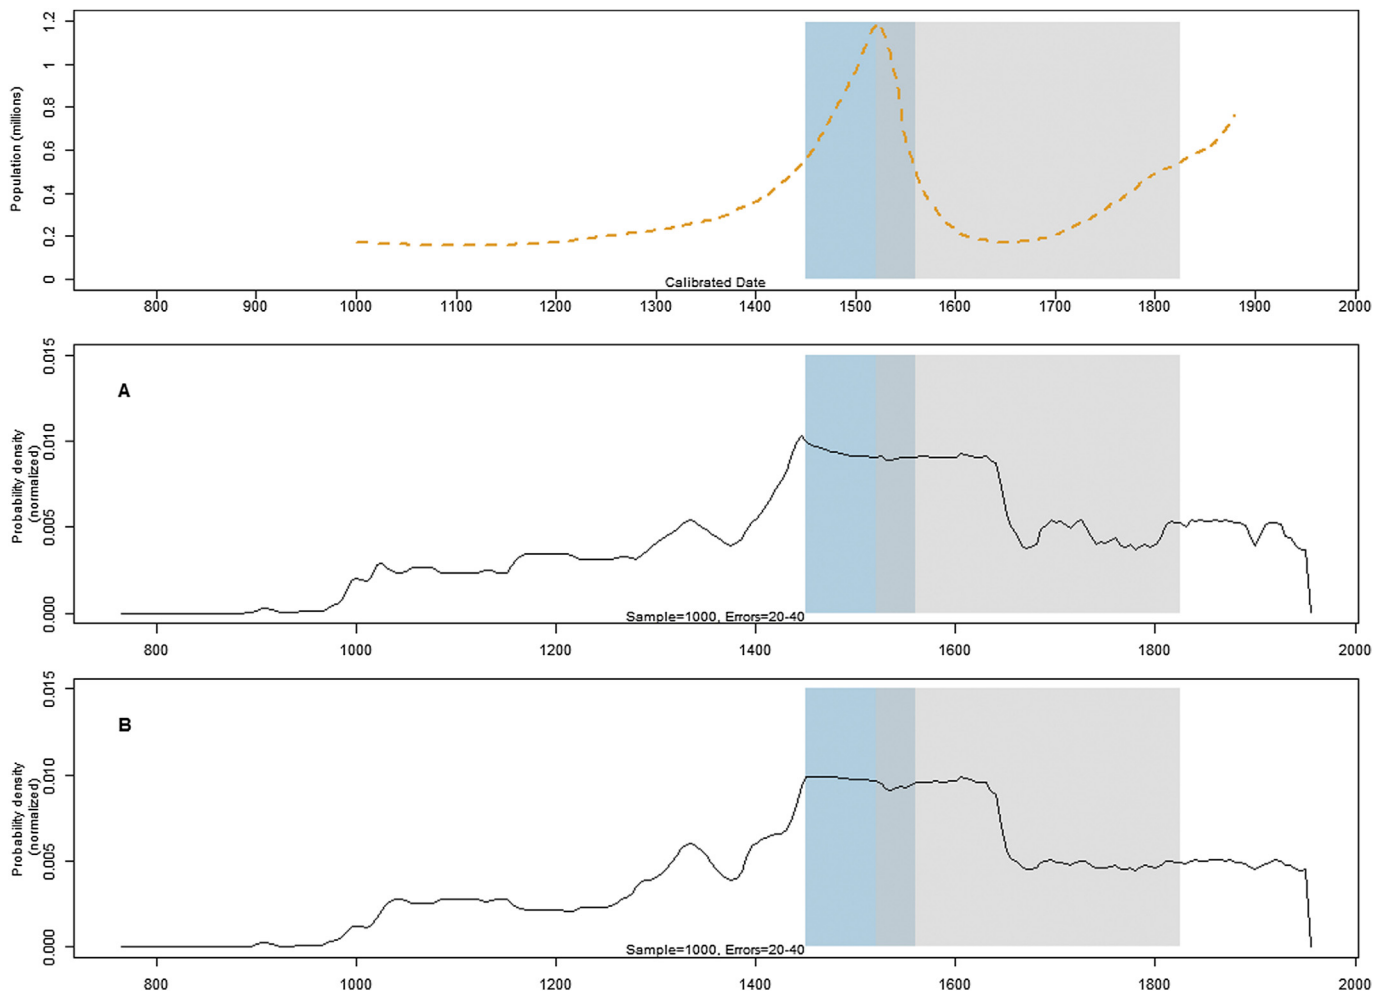 Population (millions)
1.2
1
0.8
0.6
0.4
0.2
0
Calibrated Date
800 900 1000 1100 1200 1300 1400 1500 1600 1700 1800 1900 2000
A
Probability density
(normalized)
0.015
0.010
0.005
0.000
Sample=1000, Errors=20-40
800 1000 1200 1400 1600 1800 2000
B
Probability density
(normalized)
0.015
0.010
0.005
0.000
Sample=1000, Errors=20-40
800 1000 1200 1400 1600 1800 2000